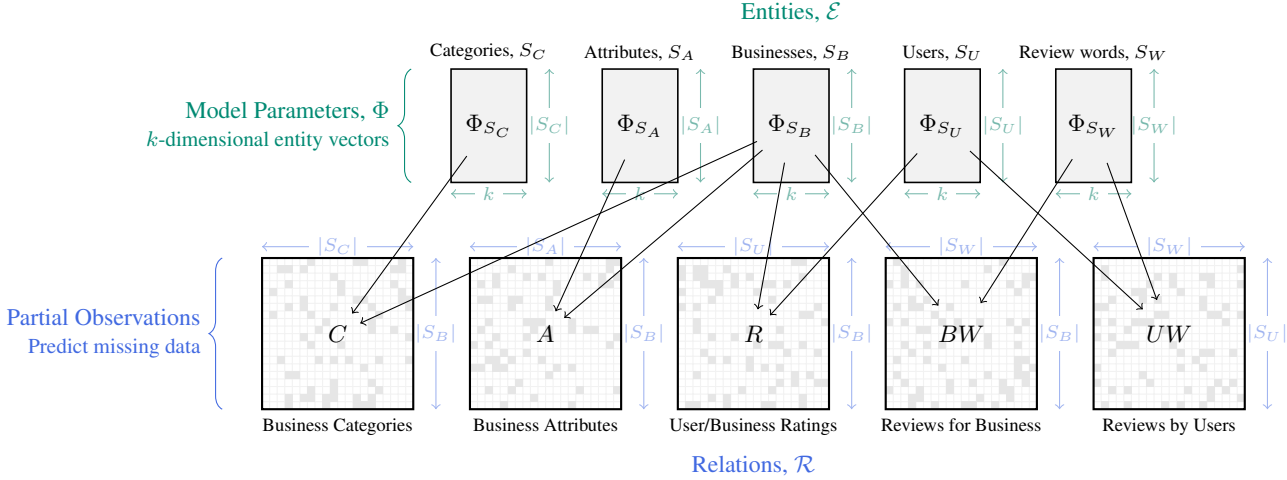 Entities, ℰ
Categories, S_C Attributes, S_A Businesses, S_B Users, S_U Review words, S_W
Model Parameters, Φ
k-dimensional entity vectors
Φ_{S_C} |S_C| Φ_{S_A} |S_A| Φ_{S_B} |S_B| Φ_{S_U} |S_U| Φ_{S_W} |S_W|
k k k k k
|S_C| |S_A| |S_U| |S_W| |S_W|
Partial Observations
Predict missing data
C |S_B| A |S_B| R |S_B| BW |S_B| UW |S_U|
Business Categories Business Attributes User/Business Ratings Reviews for Business Reviews by Users
Relations, ℛ